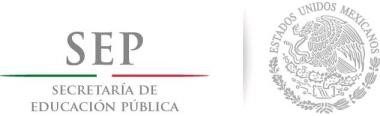 SEP
SECRETARÍA DE
EDUCACIÓN PÚBLICA
ESTADOS UNIDOS MEXICANOS